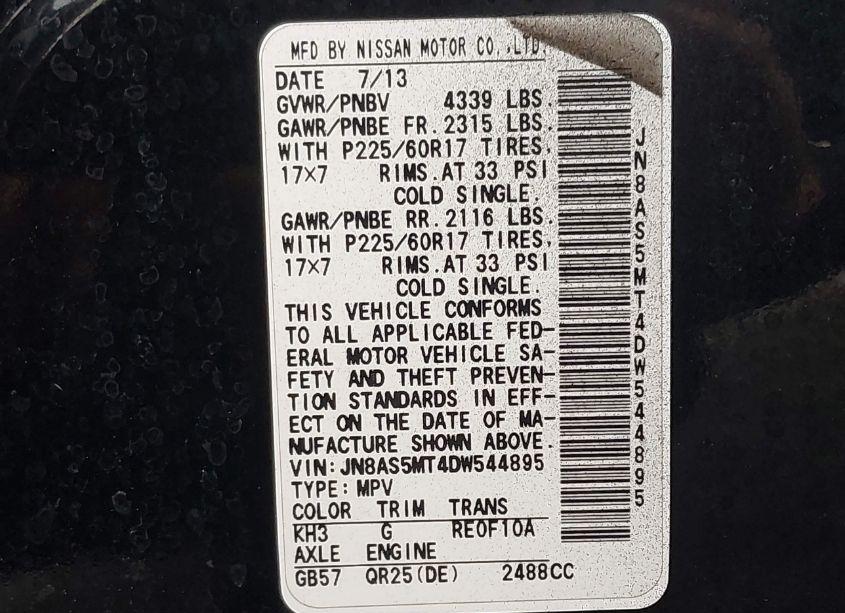 MFD BY NISSAN MOTOR CO.,LTD.
DATE 7/13
GVWR/PNBV 4339 LBS.
GAWR/PNBE FR. 2315 LBS.
WITH P225/60R17 TIRES,
17×7 RIMS.AT 33 PSI
COLD SINGLE.
GAWR/PNBE RR. 2116 LBS.
WITH P225/60R17 TIRES,
17×7 RIMS.AT 33 PSI
COLD SINGLE.
THIS VEHICLE CONFORMS
TO ALL APPLICABLE FED-
ERAL MOTOR VEHICLE SA-
FETY AND THEFT PREVEN-
TION STANDARDS IN EFF-
ECT ON THE DATE OF MA-
NUFACTURE SHOWN ABOVE.
VIN:JN8AS5MT4DW544895
TYPE:MPV
COLOR TRIM TRANS
KH3 G RE0F10A
AXLE ENGINE
GB57 QR25(DE) 2488CC
JN8AS5MT4DW544895